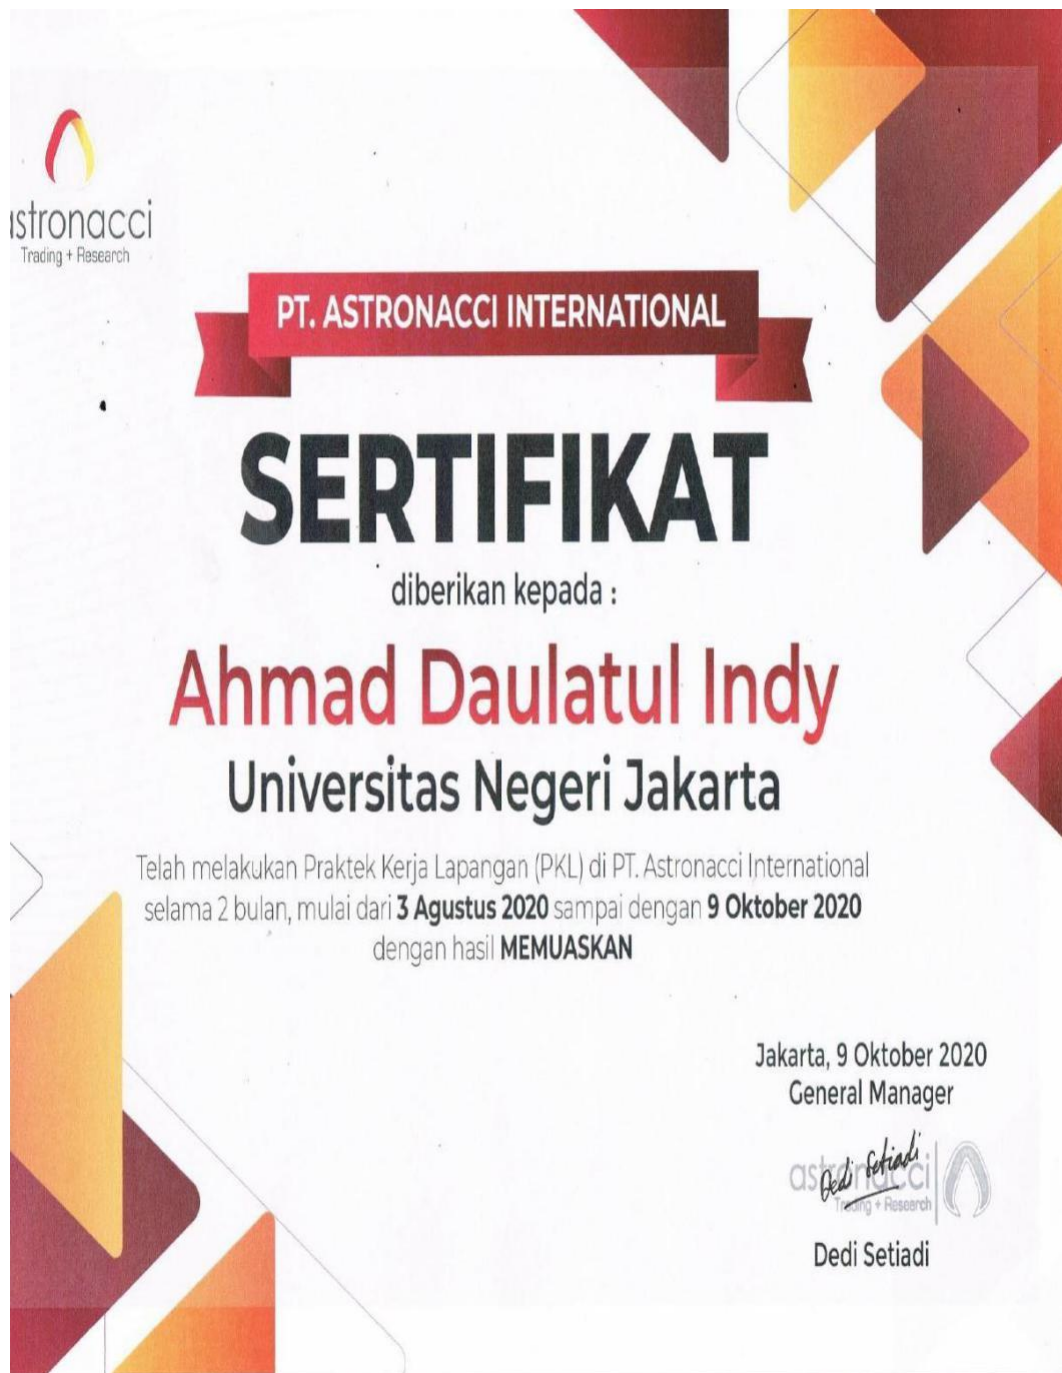 astronacci
Trading + Research
PT. ASTRONACCI INTERNATIONAL
SERTIFIKAT
diberikan kepada :
Ahmad Daulatul Indy
Universitas Negeri Jakarta
Telah melakukan Praktek Kerja Lapangan (PKL) di PT. Astronacci International
selama 2 bulan, mulai dari 3 Agustus 2020 sampai dengan 9 Oktober 2020
dengan hasil MEMUASKAN
Jakarta, 9 Oktober 2020
General Manager
astronacci
Trading + Research
Dedi Setiadi
Dedi Setiadi